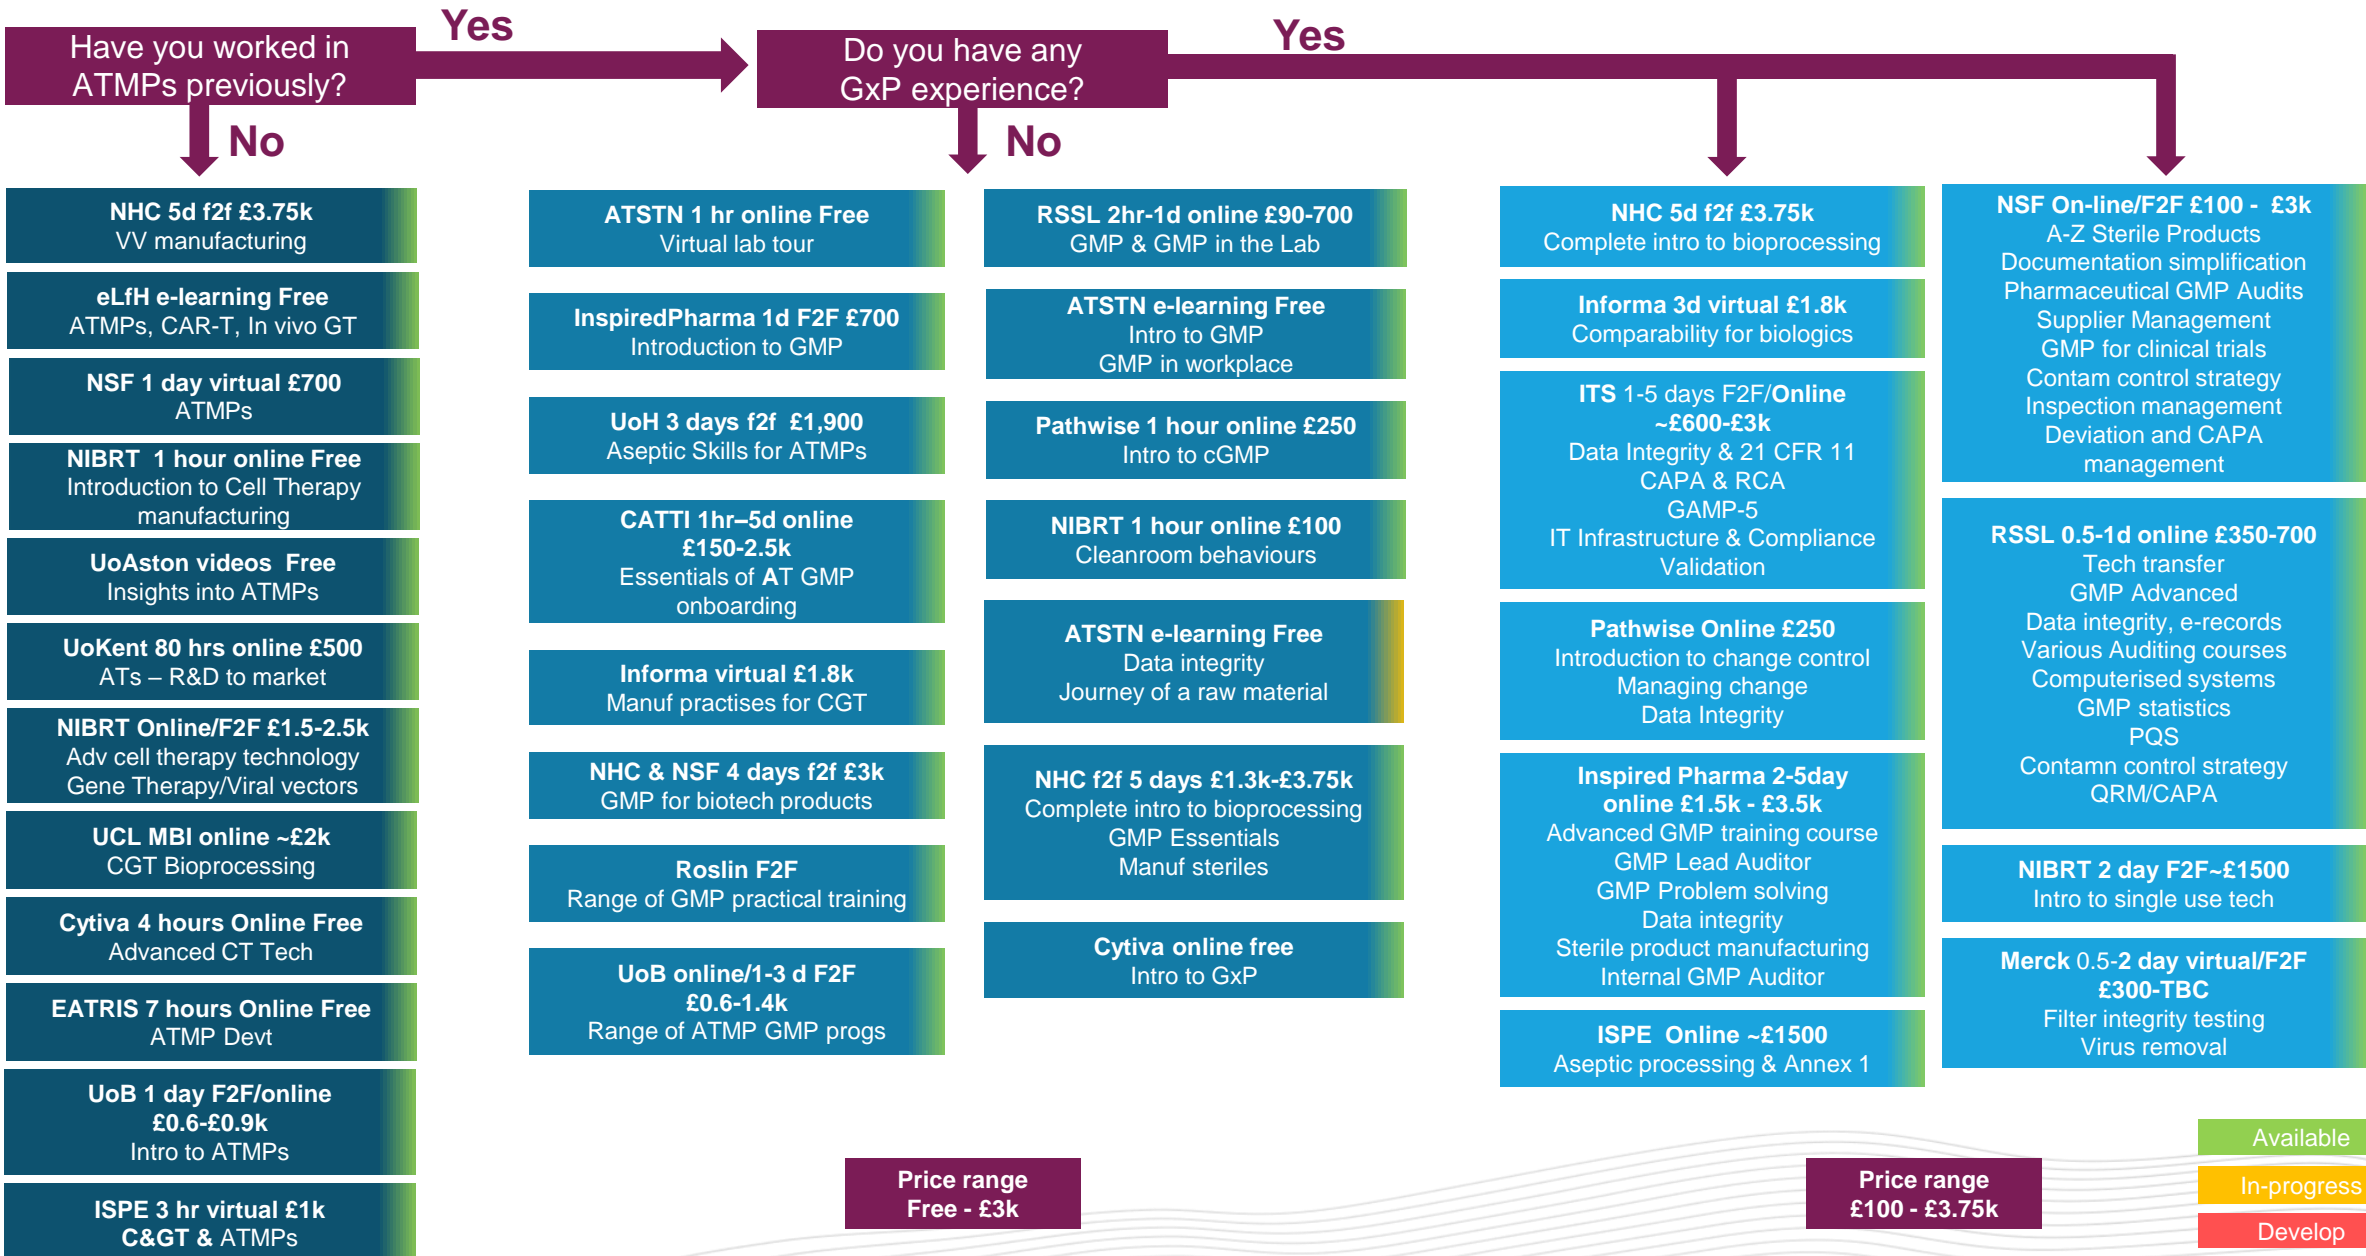 Have you worked in
ATMPs previously?
Yes
Do you have any
GxP experience?
Yes
No
No
NHC 5d f2f £3.75k
VV manufacturing
eLfH e-learning Free
ATMPs, CAR-T, In vivo GT
NSF 1 day virtual £700
ATMPs
NIBRT 1 hour online Free
Introduction to Cell Therapy
manufacturing
UoAston videos Free
Insights into ATMPs
UoKent 80 hrs online £500
ATs – R&D to market
NIBRT Online/F2F £1.5-2.5k
Adv cell therapy technology
Gene Therapy/Viral vectors
UCL MBI online ~£2k
CGT Bioprocessing
Cytiva 4 hours Online Free
Advanced CT Tech
EATRIS 7 hours Online Free
ATMP Devt
UoB 1 day F2F/online
£0.6-£0.9k
Intro to ATMPs
ISPE 3 hr virtual £1k
C&GT & ATMPs
ATSTN 1 hr online Free
Virtual lab tour
InspiredPharma 1d F2F £700
Introduction to GMP
UoH 3 days f2f £1,900
Aseptic Skills for ATMPs
CATTI 1hr–5d online
£150-2.5k
Essentials of AT GMP
onboarding
Informa virtual £1.8k
Manuf practises for CGT
NHC & NSF 4 days f2f £3k
GMP for biotech products
Roslin F2F
Range of GMP practical training
UoB online/1-3 d F2F
£0.6-1.4k
Range of ATMP GMP progs
RSSL 2hr-1d online £90-700
GMP & GMP in the Lab
ATSTN e-learning Free
Intro to GMP
GMP in workplace
Pathwise 1 hour online £250
Intro to cGMP
NIBRT 1 hour online £100
Cleanroom behaviours
ATSTN e-learning Free
Data integrity
Journey of a raw material
NHC f2f 5 days £1.3k-£3.75k
Complete intro to bioprocessing
GMP Essentials
Manuf steriles
Cytiva online free
Intro to GxP
NHC 5d f2f £3.75k
Complete intro to bioprocessing
Informa 3d virtual £1.8k
Comparability for biologics
ITS 1-5 days F2F/Online
~£600-£3k
Data Integrity & 21 CFR 11
CAPA & RCA
GAMP-5
IT Infrastructure & Compliance
Validation
Pathwise Online £250
Introduction to change control
Managing change
Data Integrity
Inspired Pharma 2-5day
online £1.5k - £3.5k
Advanced GMP training course
GMP Lead Auditor
GMP Problem solving
Data integrity
Sterile product manufacturing
Internal GMP Auditor
ISPE Online ~£1500
Aseptic processing & Annex 1
NSF On-line/F2F £100 - £3k
A-Z Sterile Products
Documentation simplification
Pharmaceutical GMP Audits
Supplier Management
GMP for clinical trials
Contam control strategy
Inspection management
Deviation and CAPA
management
RSSL 0.5-1d online £350-700
Tech transfer
GMP Advanced
Data integrity, e-records
Various Auditing courses
Computerised systems
GMP statistics
PQS
Contamn control strategy
QRM/CAPA
NIBRT 2 day F2F~£1500
Intro to single use tech
Merck 0.5-2 day virtual/F2F
£300-TBC
Filter integrity testing
Virus removal
Price range
Free - £3k
Price range
£100 - £3.75k
Available
In-progress
Develop